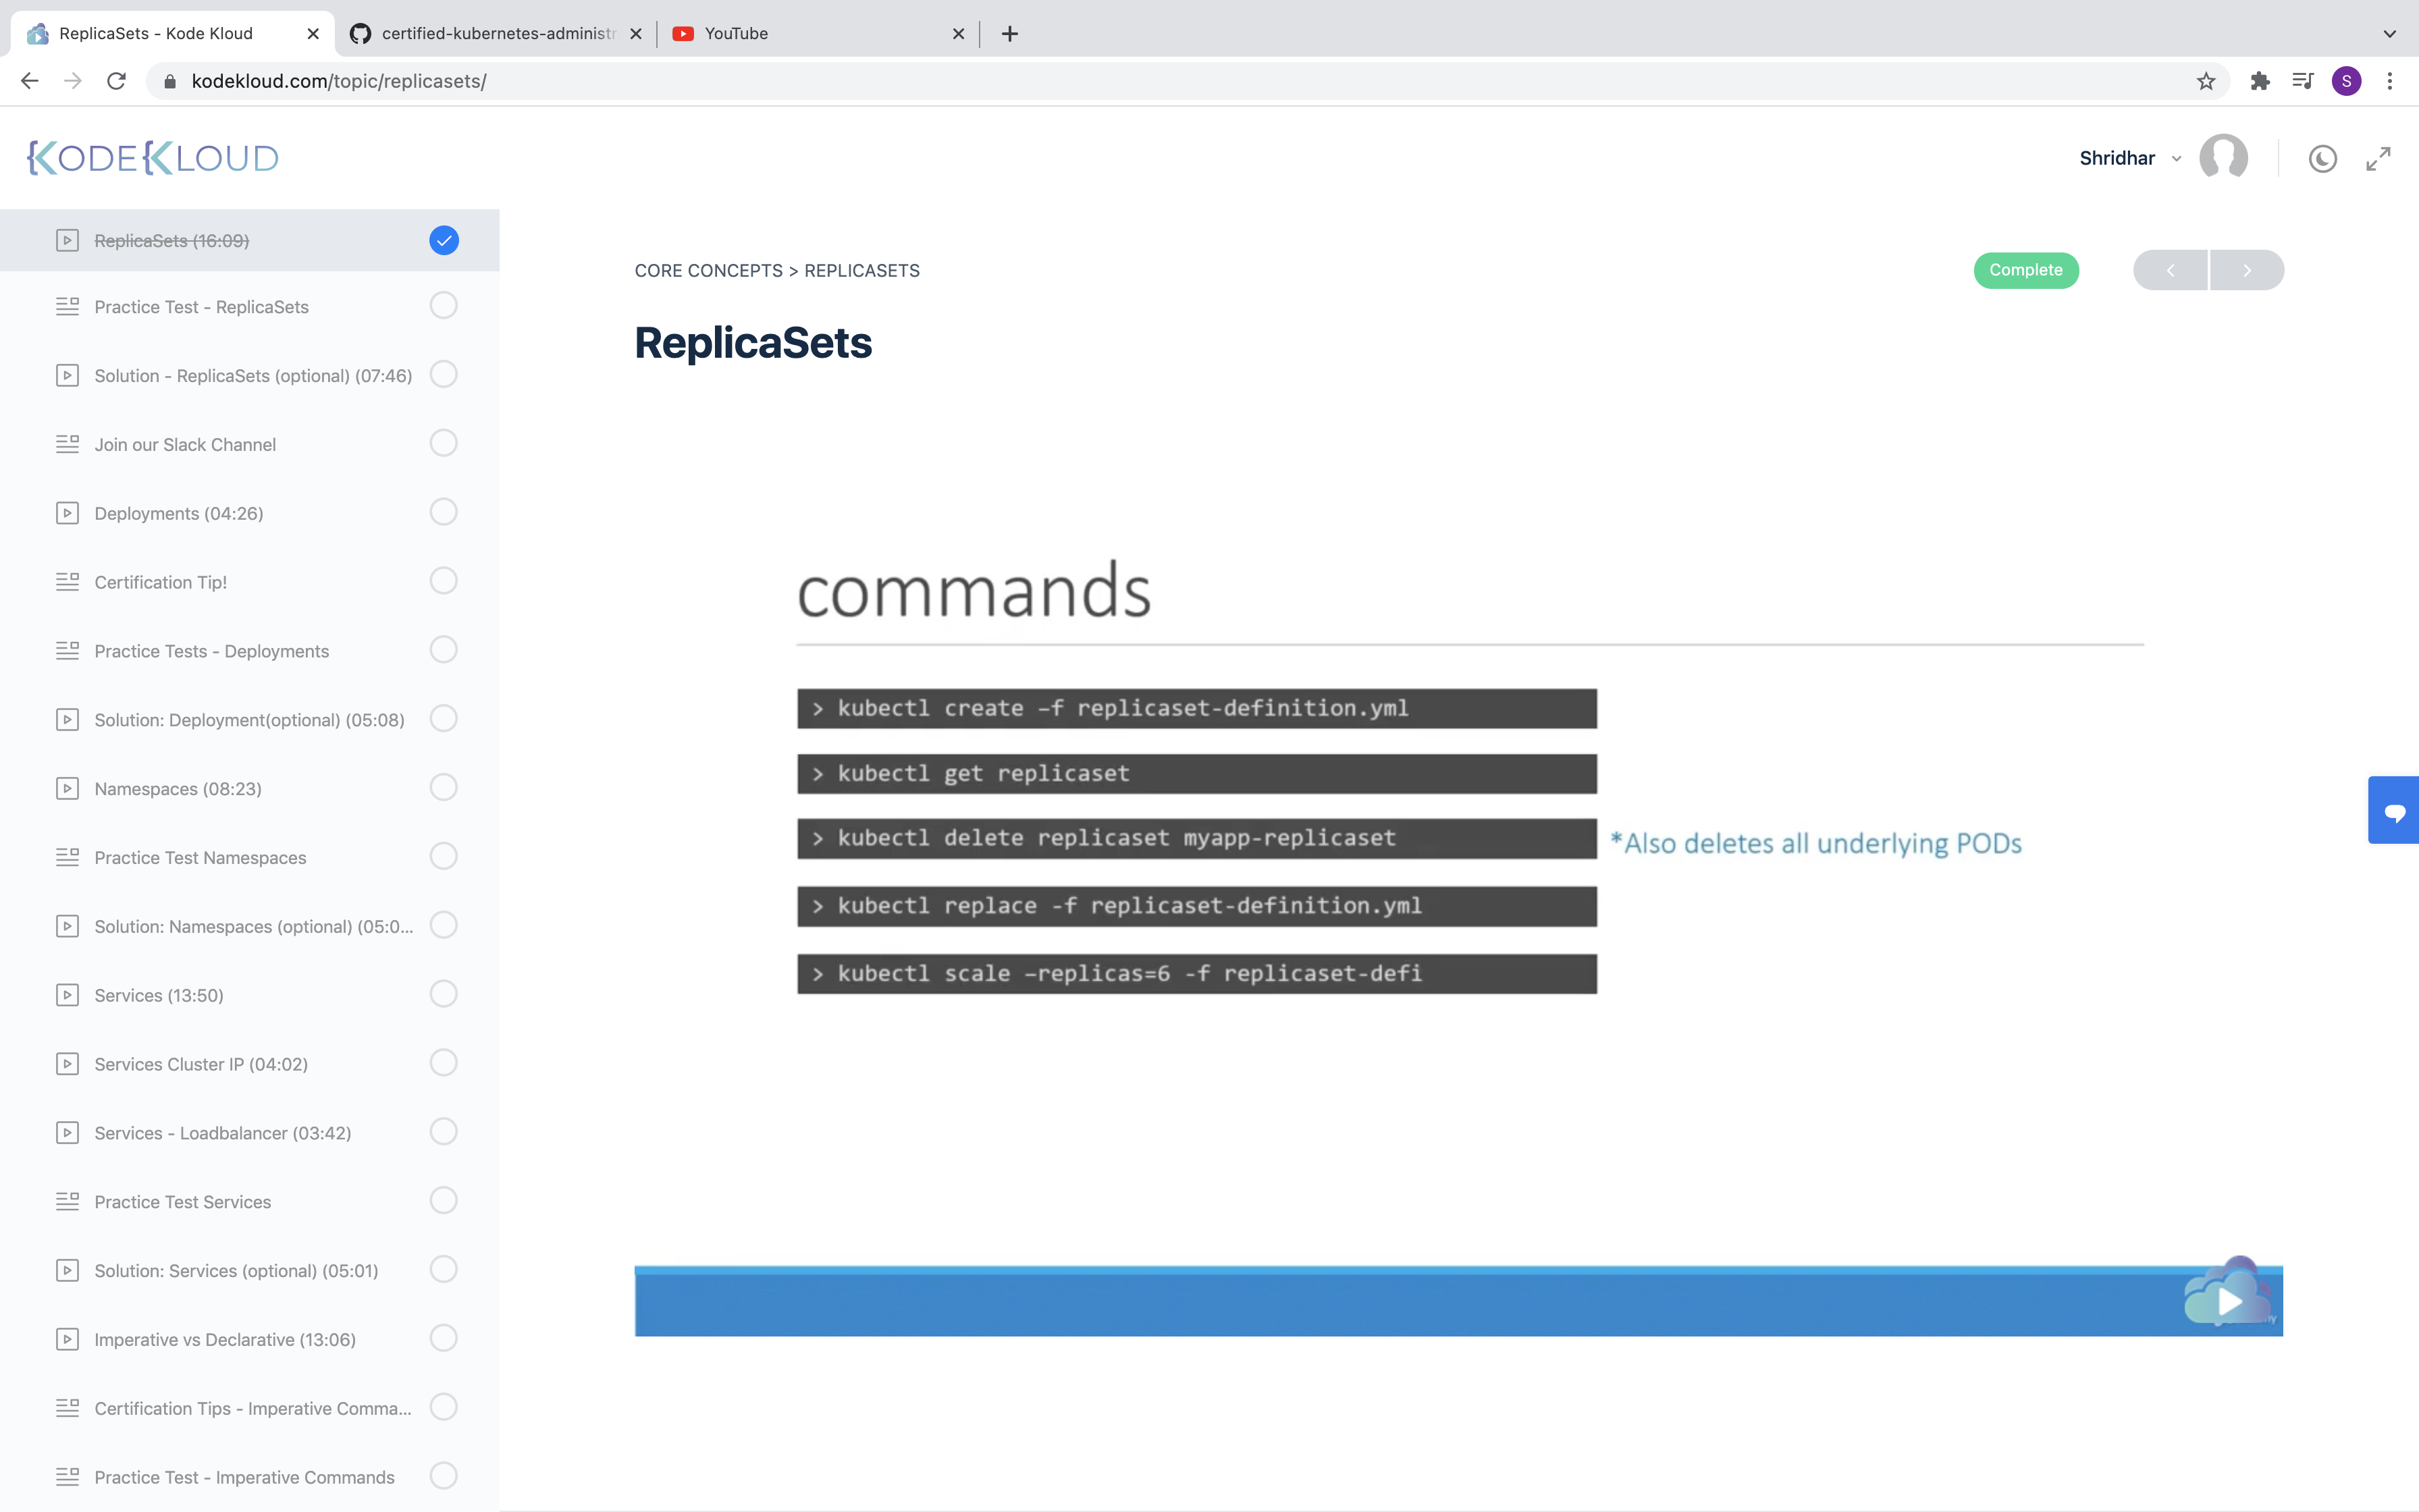 ReplicaSets - Kode Kloud
certified-kubernetes-administr
YouTube
kodekloud.com/topic/replicasets/
S
{KODE{KLOUD
Shridhar
ReplicaSets (16:09)
Practice Test - ReplicaSets
Solution - ReplicaSets (optional) (07:46)
Join our Slack Channel
Deployments (04:26)
Certification Tip!
Practice Tests - Deployments
Solution: Deployment(optional) (05:08)
Namespaces (08:23)
Practice Test Namespaces
Solution: Namespaces (optional) (05:0...
Services (13:50)
Services Cluster IP (04:02)
Services - Loadbalancer (03:42)
Practice Test Services
Solution: Services (optional) (05:01)
Imperative vs Declarative (13:06)
Certification Tips - Imperative Comma...
Practice Test - Imperative Commands
CORE CONCEPTS > REPLICASETS
Complete
ReplicaSets
commands
> kubectl create –f replicaset-definition.yml
> kubectl get replicaset
> kubectl delete replicaset myapp-replicaset
*Also deletes all underlying PODs
> kubectl replace -f replicaset-definition.yml
> kubectl scale –replicas=6 -f replicaset-defi